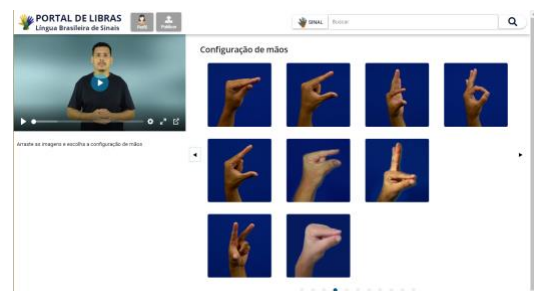 PORTAL DE LIBRAS
Língua Brasileira de Sinais
Publicar
SINAL
Buscar
Configuração de mãos
Arraste as imagens e escolha a configuração de mãos